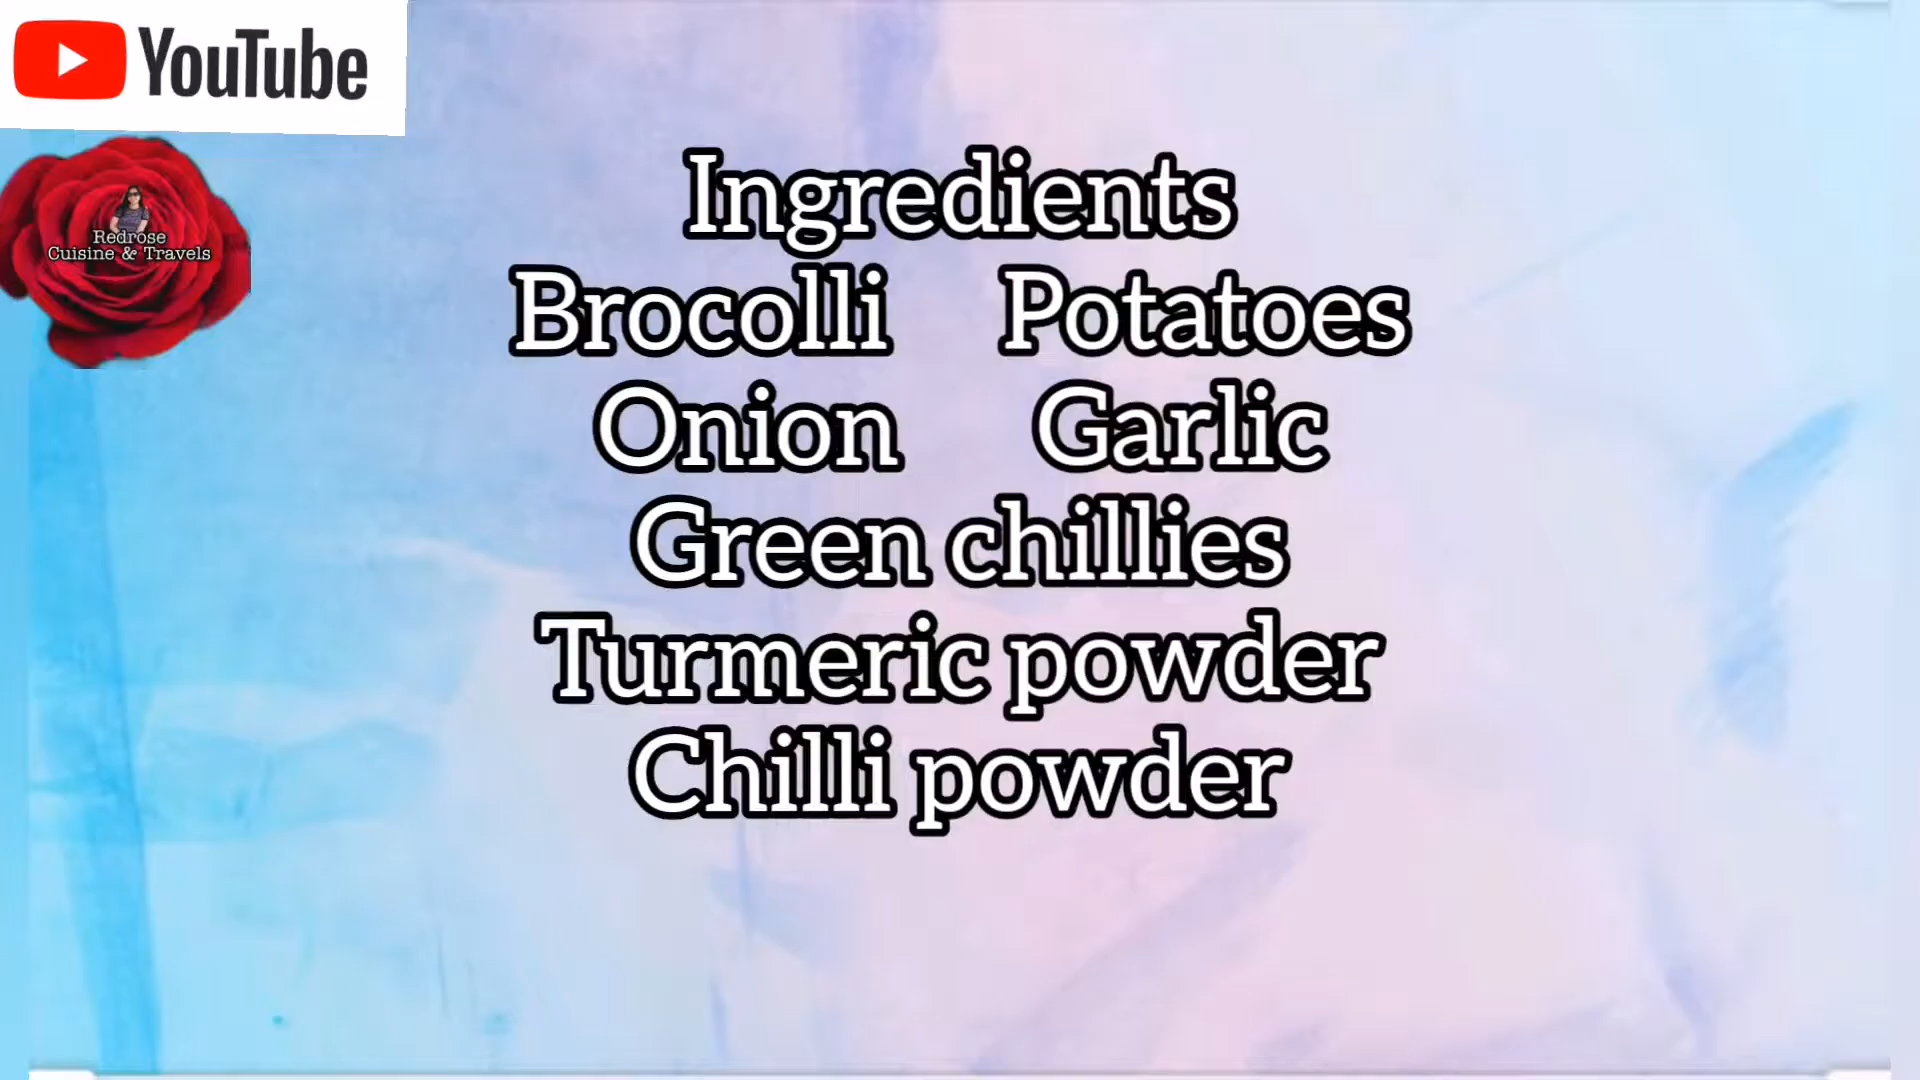 YouTube
Redrose
Cuisine & Travels
Ingredients
Brocolli Potatoes
Onion Garlic
Green chillies
Turmeric powder
Chilli powder